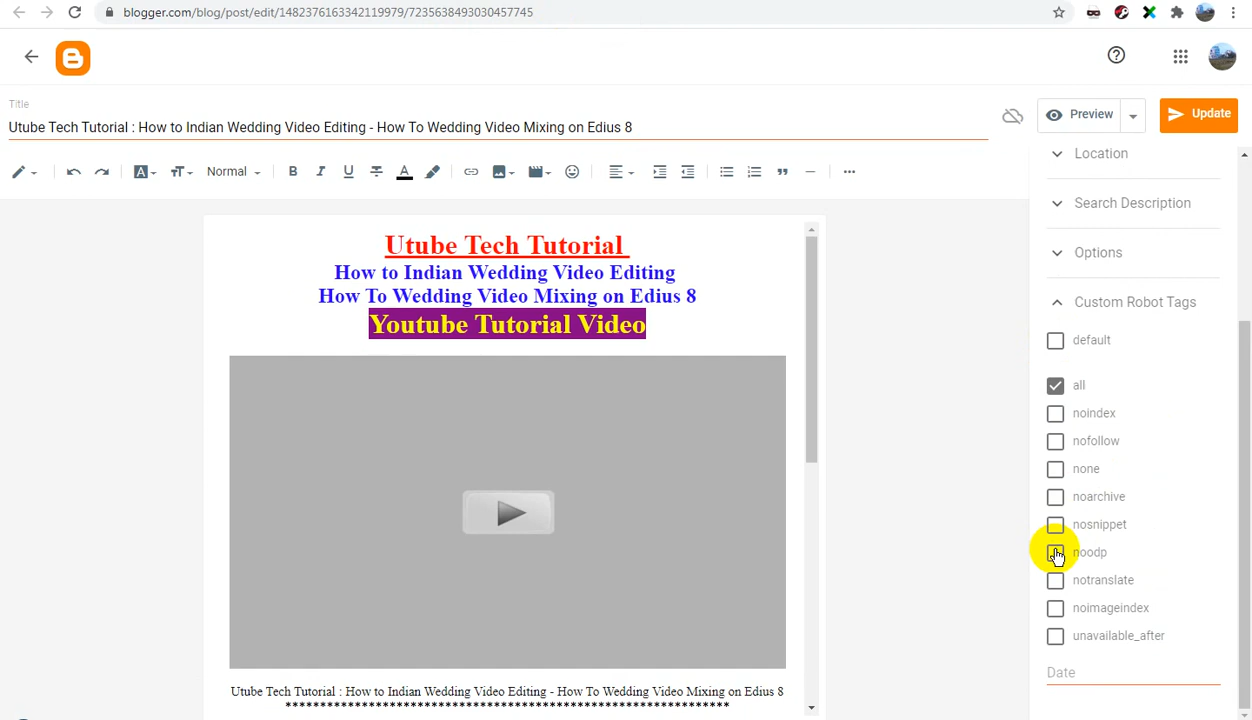 blogger.com/blog/post/edit/1482376163342119979/7235638493030457745
Title
Utube Tech Tutorial : How to Indian Wedding Video Editing - How To Wedding Video Mixing on Edius 8
Preview
Update
Normal
Utube Tech Tutorial
How to Indian Wedding Video Editing
How To Wedding Video Mixing on Edius 8
Youtube Tutorial Video
Utube Tech Tutorial : How to Indian Wedding Video Editing - How To Wedding Video Mixing on Edius 8
Location
Search Description
Options
Custom Robot Tags
default
all
noindex
nofollow
none
noarchive
nosnippet
noodp
notranslate
noimageindex
unavailable_after
Date